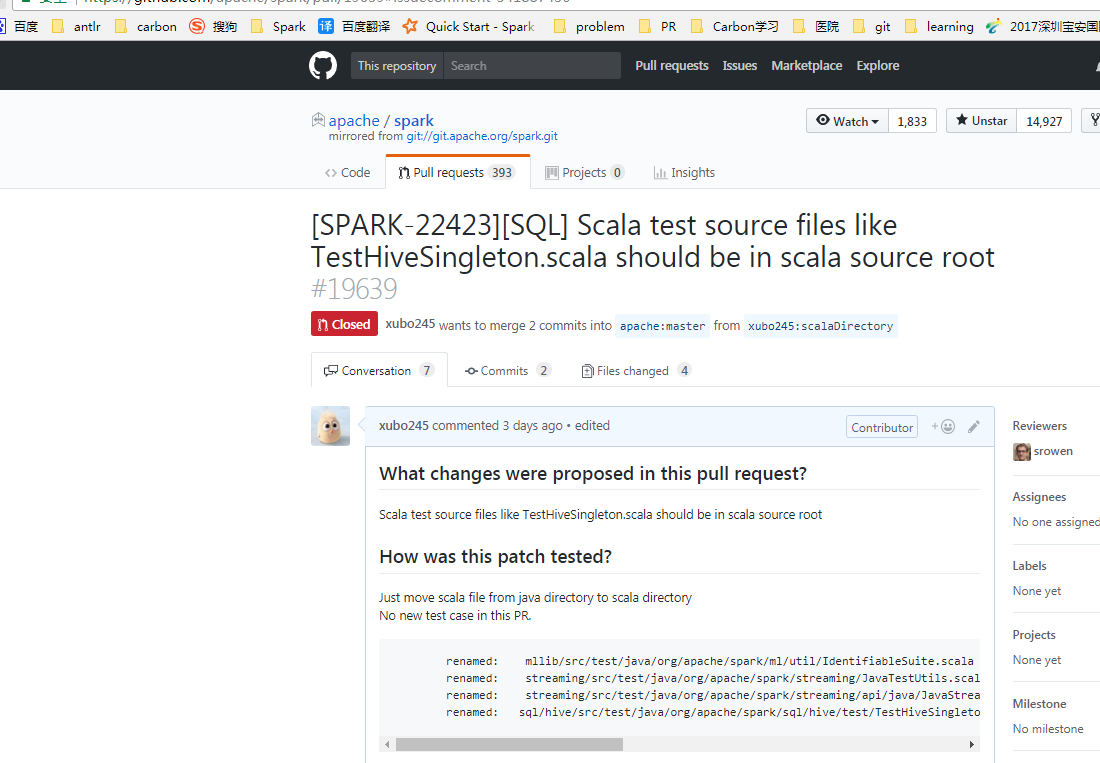 百度 antlr carbon 搜狗 Spark 译 百度翻译 Quick Start - Spark problem PR Carbon学习 医院 git learning 2017深圳宝安国
This repository Search Pull requests Issues Marketplace Explore
apache / spark
Watch 1,833 Unstar 14,927
mirrored from git://git.apache.org/spark.git
Code Pull requests 393 Projects 0 Insights
[SPARK-22423][SQL] Scala test source files like
TestHiveSingleton.scala should be in scala source root
#19639
Closed xubo245 wants to merge 2 commits into apache:master from xubo245:scalaDirectory
Conversation 7 Commits 2 Files changed 4
xubo245 commented 3 days ago • edited Contributor +
What changes were proposed in this pull request?
Scala test source files like TestHiveSingleton.scala should be in scala source root
How was this patch tested?
Just move scala file from java directory to scala directory
No new test case in this PR.
renamed: mllib/src/test/java/org/apache/spark/ml/util/IdentifiableSuite.scala
renamed: streaming/src/test/java/org/apache/spark/streaming/JavaTestUtils.scal
renamed: streaming/src/test/java/org/apache/spark/streaming/api/java/JavaStrea
renamed: sql/hive/src/test/java/org/apache/spark/sql/hive/test/TestHiveSingleto
Reviewers
srowen
Assignees
No one assigned
Labels
None yet
Projects
None yet
Milestone
No milestone